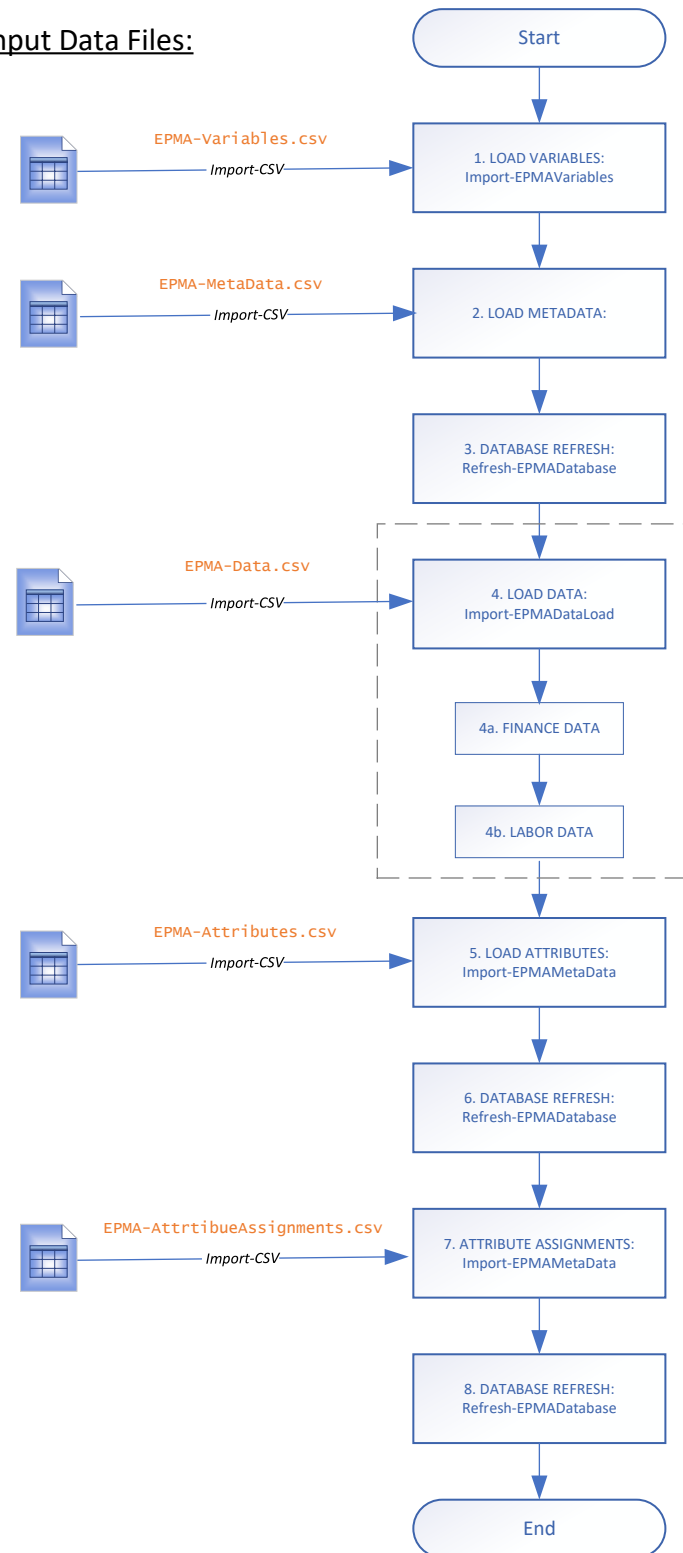 nput Data Files:
Start
EPMA-Variables.csv
Import-CSV
1. LOAD VARIABLES:
Import-EPMAVariables
EPMA-MetaData.csv
Import-CSV
2. LOAD METADATA:
3. DATABASE REFRESH:
Refresh-EPMADatabase
EPMA-Data.csv
Import-CSV
4. LOAD DATA:
Import-EPMADataLoad
4a. FINANCE DATA
4b. LABOR DATA
EPMA-Attributes.csv
Import-CSV
5. LOAD ATTRIBUTES:
Import-EPMAMetaData
6. DATABASE REFRESH:
Refresh-EPMADatabase
EPMA-AttrtibueAssignments.csv
Import-CSV
7. ATTRIBUTE ASSIGNMENTS:
Import-EPMAMetaData
8. DATABASE REFRESH:
Refresh-EPMADatabase
End